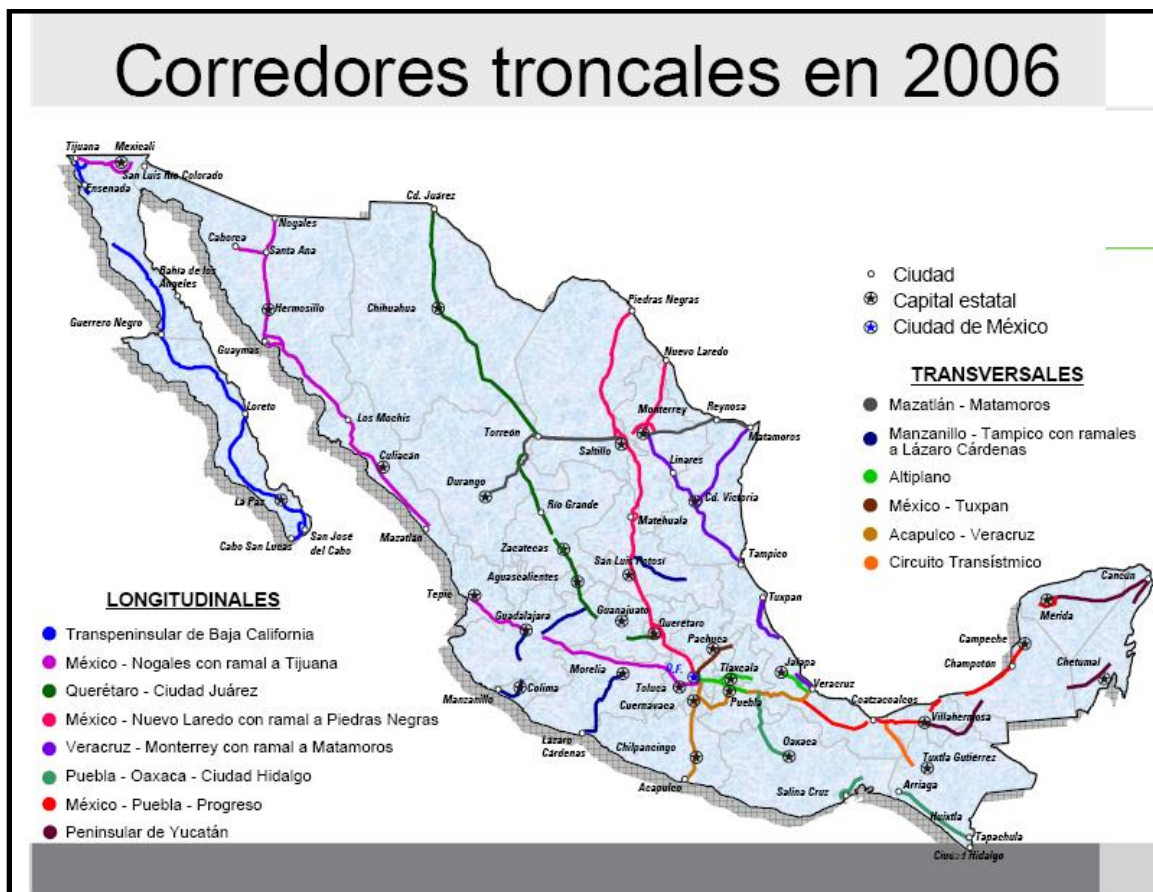 Corredores troncales en 2006
Tijuana
Mexicali
San Luis Río Colorado
Ensenada
Cd. Juárez
Nogales
Caborca
Santa Ana
Bahía de los
Ángeles
Hermosillo
Chihuahua
Piedras Negras
Guerrero Negro
Guaymas
Nuevo Laredo
Loreto
Los Mochis
Monterrey
Reynosa
Torreón
Saltillo
Matamoros
Culiacán
Linares
Durango
La Paz
Cd. Victoria
Río Grande
Cabo San Lucas
San José
del Cabo
Mazatlán
Matehuala
Zacatecas
San Luis Potosí
Tampico
Aguascalientes
Tepic
Guadalajara
Guanajuato
Tuxpan
Querétaro
Pachuca
Morelia
D.F.
Tlaxcala
Jalapa
Manzanillo
Colima
Toluca
Cuernavaca
Puebla
Veracruz
Lázaro
Cárdenas
Chilpancingo
Oaxaca
Acapulco
Salina Cruz
Coatzacoalcos
Villahermosa
Tuxtla Gutiérrez
Arriaga
Huixtla
Tapachula
Ciudad Hidalgo
Cancún
Mérida
Campeche
Champotón
Chetumal
Ciudad
Capital estatal
Ciudad de México
TRANSVERSALES
Mazatlán - Matamoros
Manzanillo - Tampico con ramales
a Lázaro Cárdenas
Altiplano
México - Tuxpan
Acapulco - Veracruz
Circuito Transístmico
LONGITUDINALES
Transpeninsular de Baja California
México - Nogales con ramal a Tijuana
Querétaro - Ciudad Juárez
México - Nuevo Laredo con ramal a Piedras Negras
Veracruz - Monterrey con ramal a Matamoros
Puebla - Oaxaca - Ciudad Hidalgo
México - Puebla - Progreso
Peninsular de Yucatán